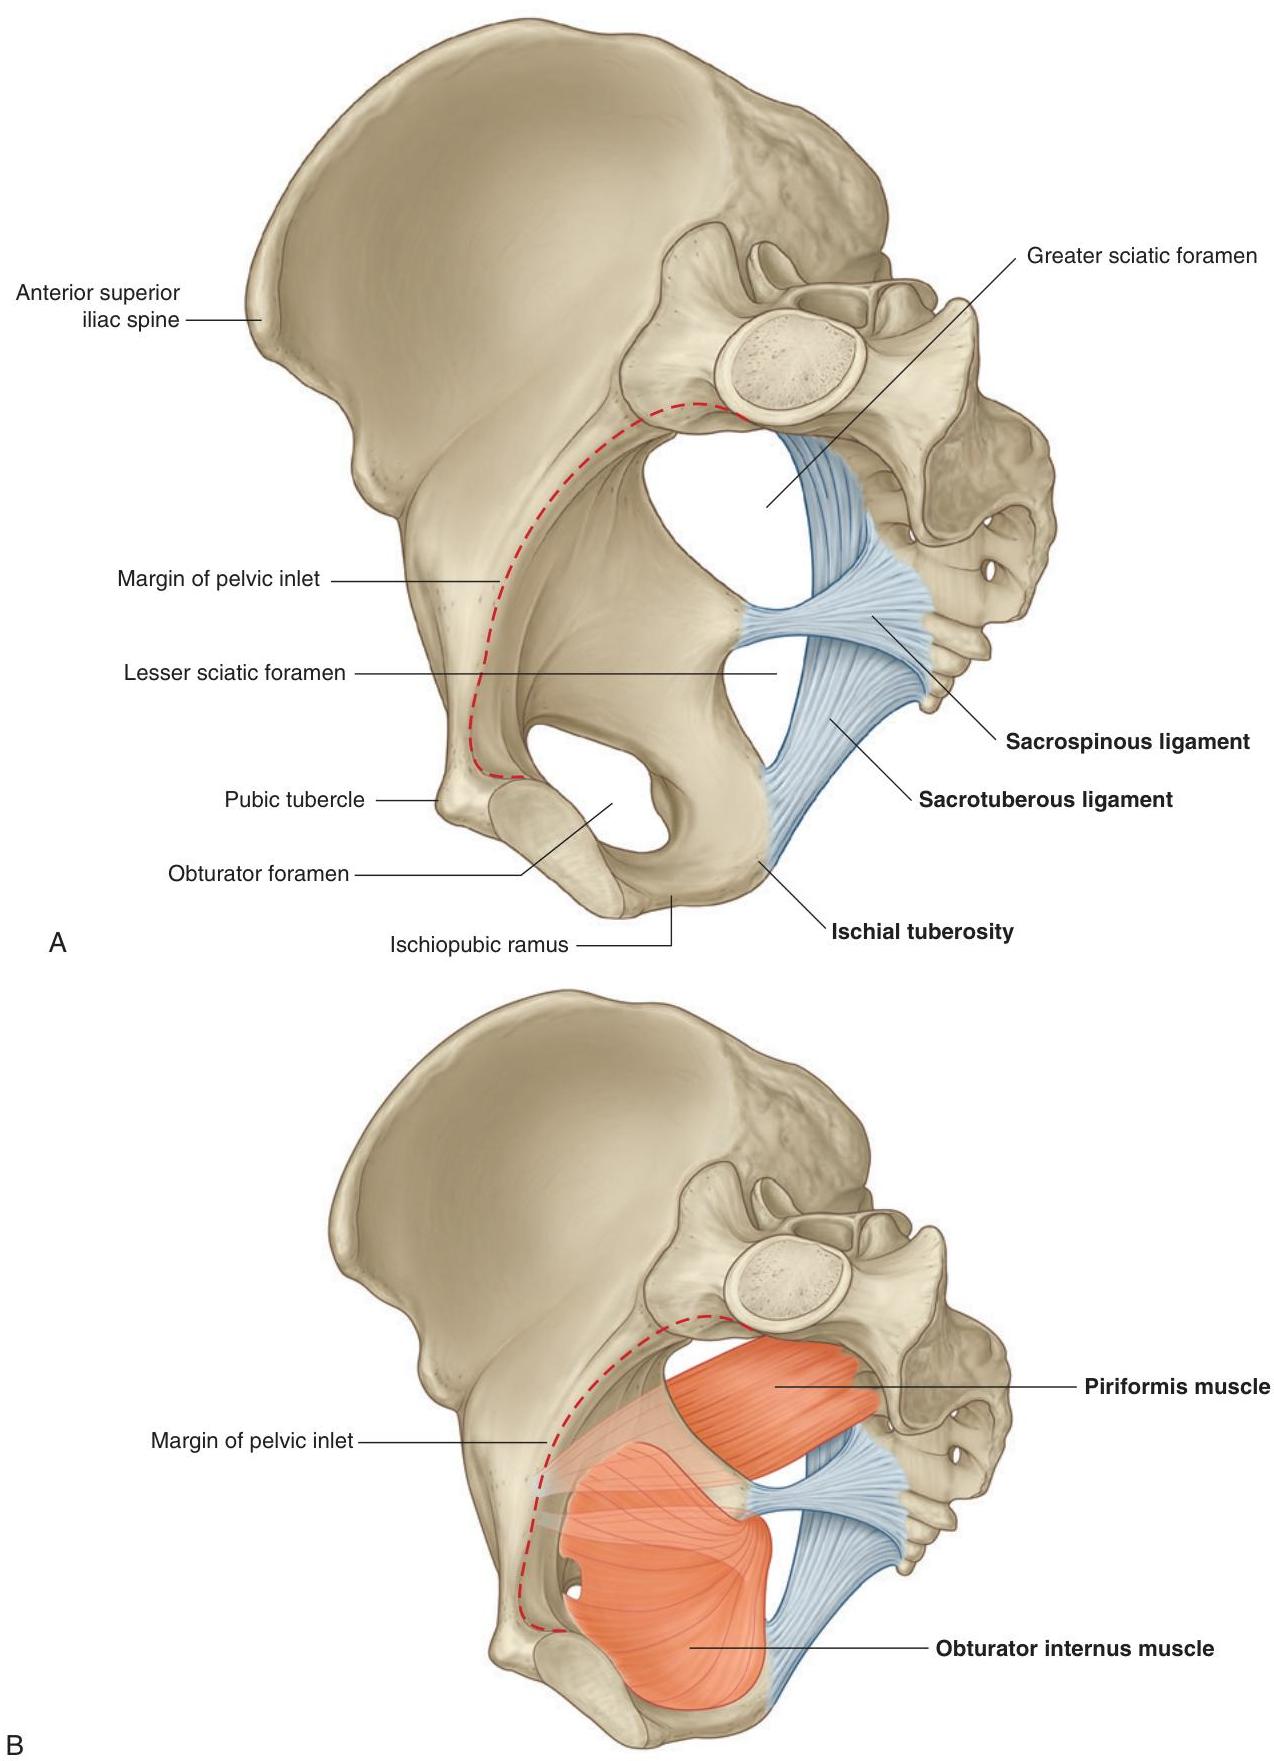 Greater sciatic foramen
Anterior superior
iliac spine
Margin of pelvic inlet
Lesser sciatic foramen
Sacrospinous ligament
Pubic tubercle
Sacrotuberous ligament
Obturator foramen
Ischial tuberosity
A
Ischiopubic ramus
Piriformis muscle
Margin of pelvic inlet
Obturator internus muscle
B